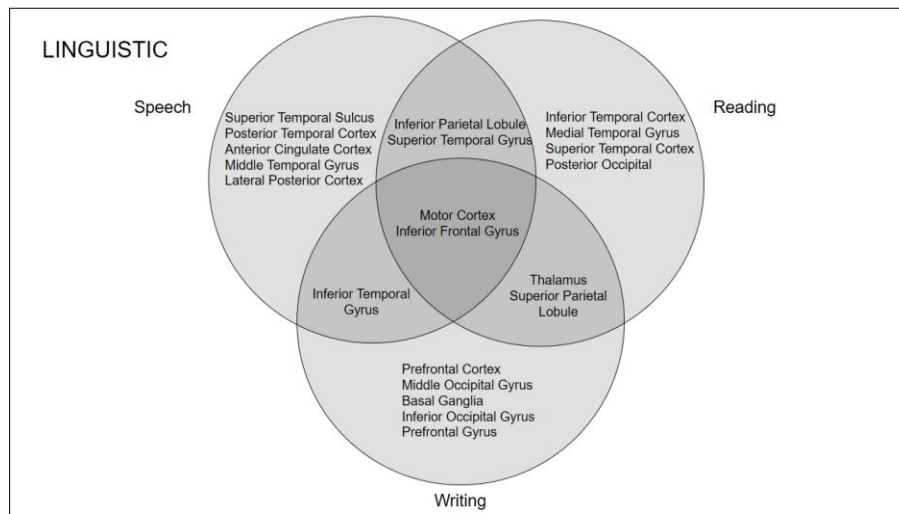 LINGUISTIC
Speech
Reading
Superior Temporal Sulcus
Posterior Temporal Cortex
Anterior Cingulate Cortex
Middle Temporal Gyrus
Lateral Posterior Cortex
Inferior Parietal Lobule
Superior Temporal Gyrus
Inferior Temporal Cortex
Medial Temporal Gyrus
Superior Temporal Cortex
Posterior Occipital
Motor Cortex
Inferior Frontal Gyrus
Inferior Temporal
Gyrus
Thalamus
Superior Parietal
Lobule
Prefrontal Cortex
Middle Occipital Gyrus
Basal Ganglia
Inferior Occipital Gyrus
Prefrontal Gyrus
Writing